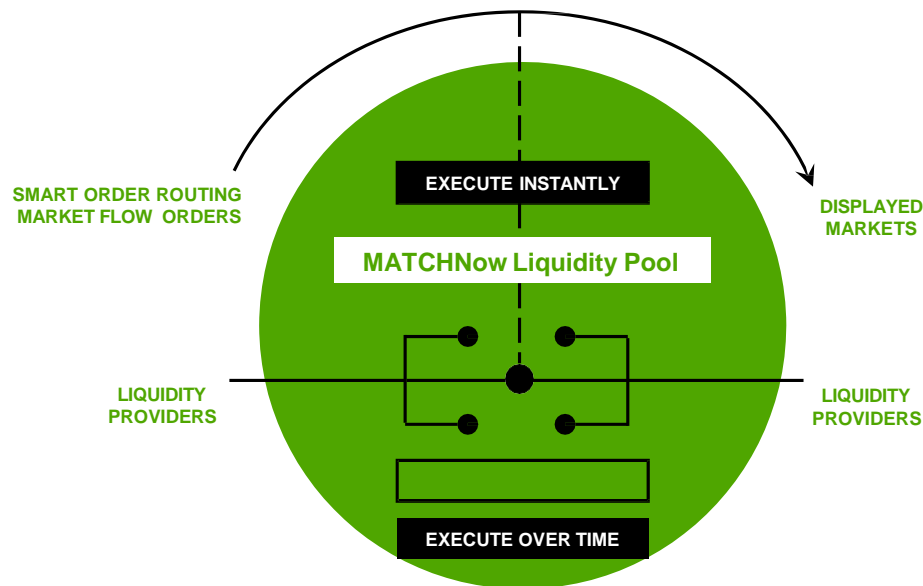 EXECUTE INSTANTLY
SMART ORDER ROUTING
MARKET FLOW ORDERS
DISPLAYED
MARKETS
MATCHNow Liquidity Pool
LIQUIDITY
PROVIDERS
LIQUIDITY
PROVIDERS
EXECUTE OVER TIME